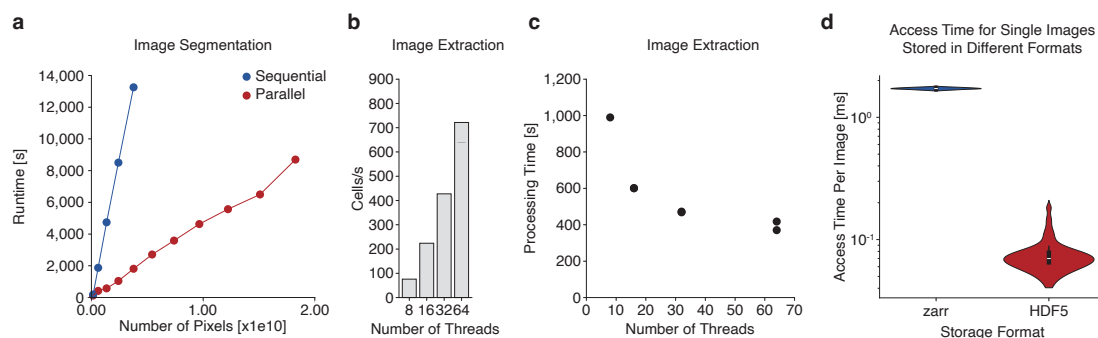 a
Image Segmentation
Sequential
Parallel
14,000
12,000
10,000
8,000
6,000
4,000
2,000
0
Runtime [s]
0.00
1.00
2.00
Number of Pixels [x1e10]
b
Image Extraction
900
800
700
600
500
400
300
200
100
0
Cells/s
8 16 32 64
Number of Threads
c
Image Extraction
1,200
1,000
800
600
400
200
0
Processing Time [s]
0 10 20 30 40 50 60 70
Number of Threads
d
Access Time for Single Images
Stored in Different Formats
10⁰
10⁻¹
Access Time Per Image [ms]
zarr
HDF5
Storage Format